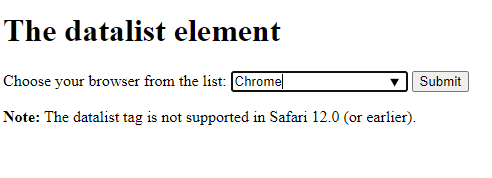 The datalist element
Choose your browser from the list: Chrome Submit
Note: The datalist tag is not supported in Safari 12.0 (or earlier).